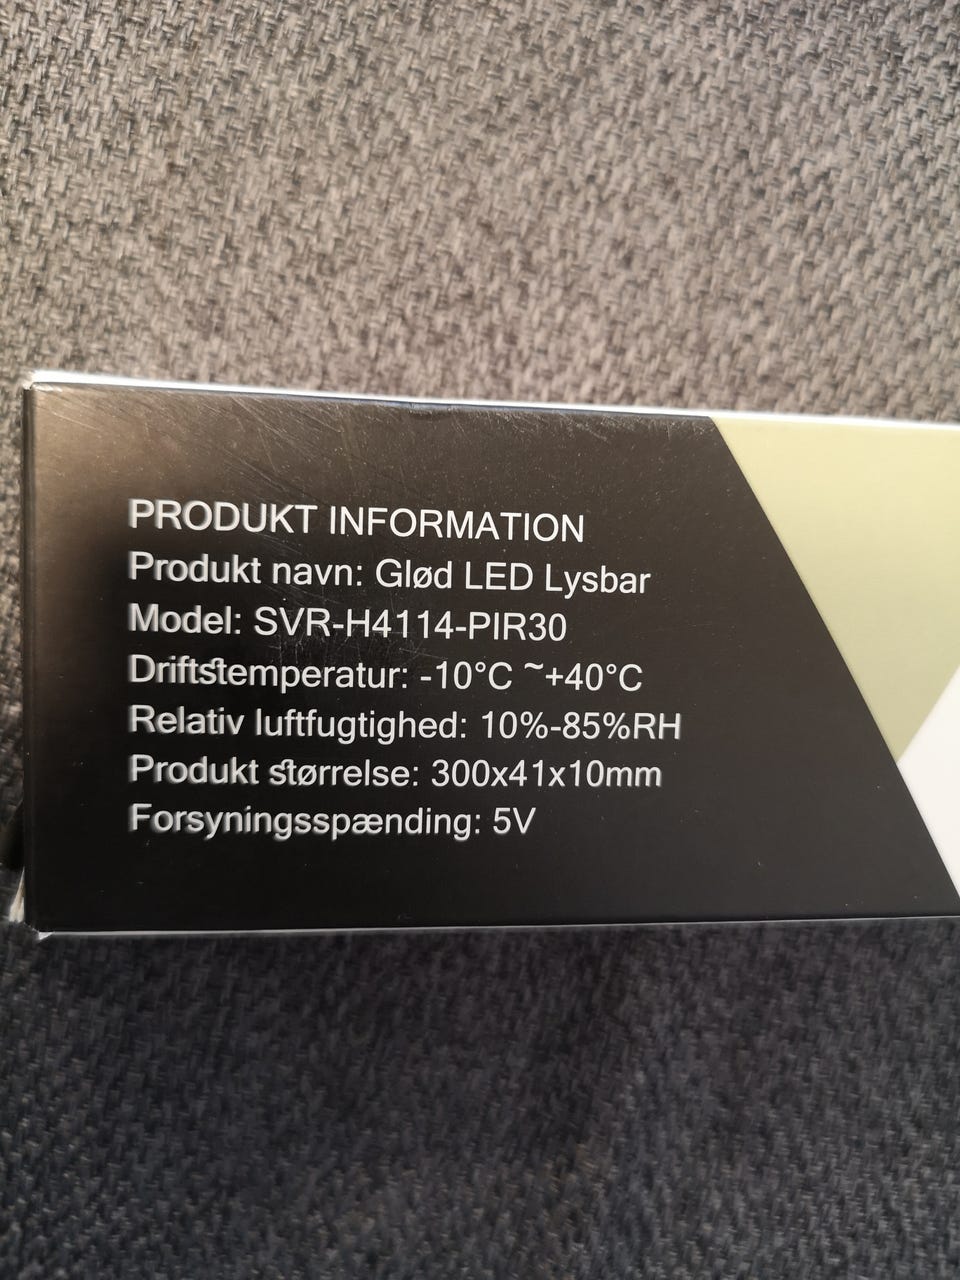 PRODUKT INFORMATION
Produkt navn: Glød LED Lysbar
Model: SVR-H4114-PIR30
Driftstemperatur: -10°C ~+40°C
Relativ luftfugtighed: 10%-85%RH
Produkt størrelse: 300x41x10mm
Forsyningsspænding: 5V